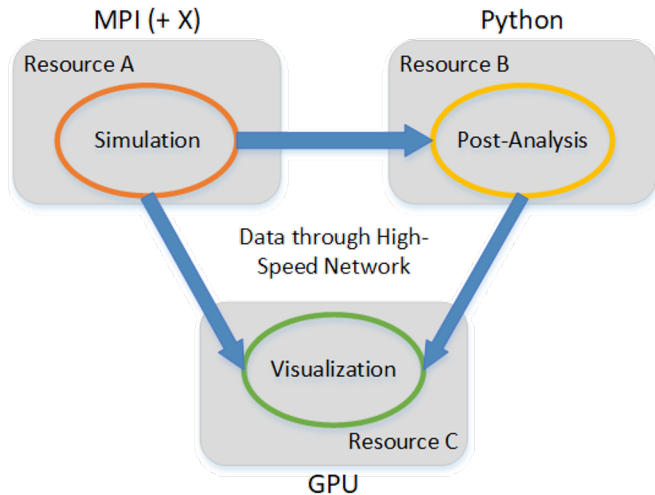 MPI (+ X)
Python
Resource A
Resource B
Simulation
Post-Analysis
Data through High-
Speed Network
Visualization
Resource C
GPU